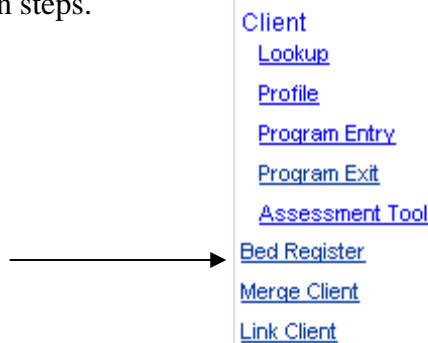 n steps.
Client
Lookup
Profile
Program Entry
Program Exit
Assessment Tool
Bed Register
Merge Client
Link Client